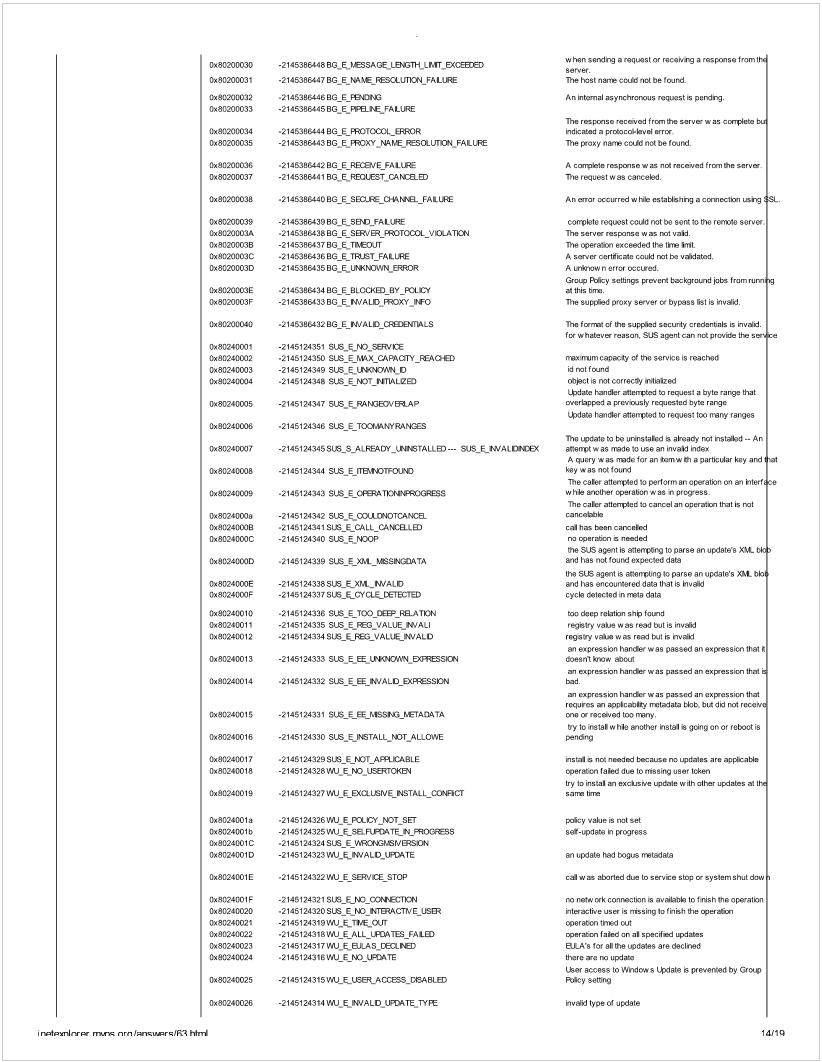 when sending a request or receiving a response from the
0x80200030 -2145386448 BG_E_MESSAGE_LENGTH_LIMIT_EXCEEDED server.
0x80200031 -2145386447 BG_E_NAME_RESOLUTION_FAILURE The host name could not be found.
0x80200032 -2145386446 BG_E_PENDING An internal asynchronous request is pending.
0x80200033 -2145386445 BG_E_PIPELINE_FAILURE
The response received from the server was complete but
0x80200034 -2145386444 BG_E_PROTOCOL_ERROR indicated a protocol-level error.
0x80200035 -2145386443 BG_E_PROXY_NAME_RESOLUTION_FAILURE The proxy name could not be found.
0x80200036 -2145386442 BG_E_RECEIVE_FAILURE A complete response was not received from the server.
0x80200037 -2145386441 BG_E_REQUEST_CANCELED The request was canceled.
0x80200038 -2145386440 BG_E_SECURE_CHANNEL_FAILURE An error occurred while establishing a connection using SSL.
0x80200039 -2145386439 BG_E_SEND_FAILURE complete request could not be sent to the remote server.
0x8020003A -2145386438 BG_E_SERVER_PROTOCOL_VIOLATION The server response was not valid.
0x8020003B -2145386437 BG_E_TIMEOUT The operation exceeded the time limit.
0x8020003C -2145386436 BG_E_TRUST_FAILURE A server certificate could not be validated.
0x8020003D -2145386435 BG_E_UNKNOWN_ERROR A unknown error occured.
Group Policy settings prevent background jobs from running
0x8020003E -2145386434 BG_E_BLOCKED_BY_POLICY at this time.
0x8020003F -2145386433 BG_E_INVALID_PROXY_INFO The supplied proxy server or bypass list is invalid.
0x80200040 -2145386432 BG_E_INVALID_CREDENTIALS The format of the supplied security credentials is invalid.
for whatever reason, SUS agent can not provide the service
0x80240001 -2145124351 SUS_E_NO_SERVICE
0x80240002 -2145124350 SUS_E_MAX_CAPACITY_REACHED maximum capacity of the service is reached
0x80240003 -2145124349 SUS_E_UNKNOWN_ID id not found
0x80240004 -2145124348 SUS_E_NOT_INITIALIZED object is not correctly initialized
Update handler attempted to request a byte range that
0x80240005 -2145124347 SUS_E_RANGEOVERLAP overlapped a previously requested byte range
Update handler attempted to request too many ranges
0x80240006 -2145124346 SUS_E_TOOMANYRANGES
The update to be uninstalled is already not installed -- An
0x80240007 -2145124345 SUS_S_ALREADY_UNINSTALLED --- SUS_E_INVALIDINDEX attempt was made to use an invalid index
A query was made for an item with a particular key and that
0x80240008 -2145124344 SUS_E_ITEMNOTFOUND key was not found
The caller attempted to perform an operation on an interface
0x80240009 -2145124343 SUS_E_OPERATIONINPROGRESS while another operation was in progress.
The caller attempted to cancel an operation that is not
0x8024000a -2145124342 SUS_E_COULDNOTCANCEL cancelable
0x8024000B -2145124341 SUS_E_CALL_CANCELLED call has been cancelled
0x8024000C -2145124340 SUS_E_NOOP no operation is needed
the SUS agent is attempting to parse an update's XML blob
0x8024000D -2145124339 SUS_E_XML_MISSINGDATA and has not found expected data
the SUS agent is attempting to parse an update's XML blob
0x8024000E -2145124338 SUS_E_XML_INVALID and has encountered data that is invalid
0x8024000F -2145124337 SUS_E_CYCLE_DETECTED cycle detected in meta data
0x80240010 -2145124336 SUS_E_TOO_DEEP_RELATION too deep relation ship found
0x80240011 -2145124335 SUS_E_REG_VALUE_INVALI registry value was read but is invalid
0x80240012 -2145124334 SUS_E_REG_VALUE_INVALID registry value was read but is invalid
an expression handler was passed an expression that it
0x80240013 -2145124333 SUS_E_EE_UNKNOWN_EXPRESSION doesn't know about
an expression handler was passed an expression that is
0x80240014 -2145124332 SUS_E_EE_INVALID_EXPRESSION bad.
an expression handler was passed an expression that
requires an applicability metadata blob, but did not receive
0x80240015 -2145124331 SUS_E_EE_MISSING_METADATA one or received too many.
try to install while another install is going on or reboot is
0x80240016 -2145124330 SUS_E_INSTALL_NOT_ALLOWE pending
0x80240017 -2145124329 SUS_E_NOT_APPLICABLE install is not needed because no updates are applicable
0x80240018 -2145124328 WU_E_NO_USERTOKEN operation failed due to missing user token
try to install an exclusive update with other updates at the
0x80240019 -2145124327 WU_E_EXCLUSIVE_INSTALL_CONFLICT same time
0x8024001a -2145124326 WU_E_POLICY_NOT_SET policy value is not set
0x8024001b -2145124325 WU_E_SELFUPDATE_IN_PROGRESS self-update in progress
0x8024001C -2145124324 SUS_E_WRONGMSIVERSION
0x8024001D -2145124323 WU_E_INVALID_UPDATE an update had bogus metadata
0x8024001E -2145124322 WU_E_SERVICE_STOP call was aborted due to service stop or system shut down
0x8024001F -2145124321 SUS_E_NO_CONNECTION no network connection is available to finish the operation
0x80240020 -2145124320 SUS_E_NO_INTERACTIVE_USER interactive user is missing to finish the operation
0x80240021 -2145124319 WU_E_TIME_OUT operation timed out
0x80240022 -2145124318 WU_E_ALL_UPDATES_FAILED operation failed on all specified updates
0x80240023 -2145124317 WU_E_EULAS_DECLINED EULA's for all the updates are declined
0x80240024 -2145124316 WU_E_NO_UPDATE there are no update
User access to Windows Update is prevented by Group
0x80240025 -2145124315 WU_E_USER_ACCESS_DISABLED Policy setting
0x80240026 -2145124314 WU_E_INVALID_UPDATE_TYPE invalid type of update
inetexplorer.mvps.org/answers/63.html 14/19